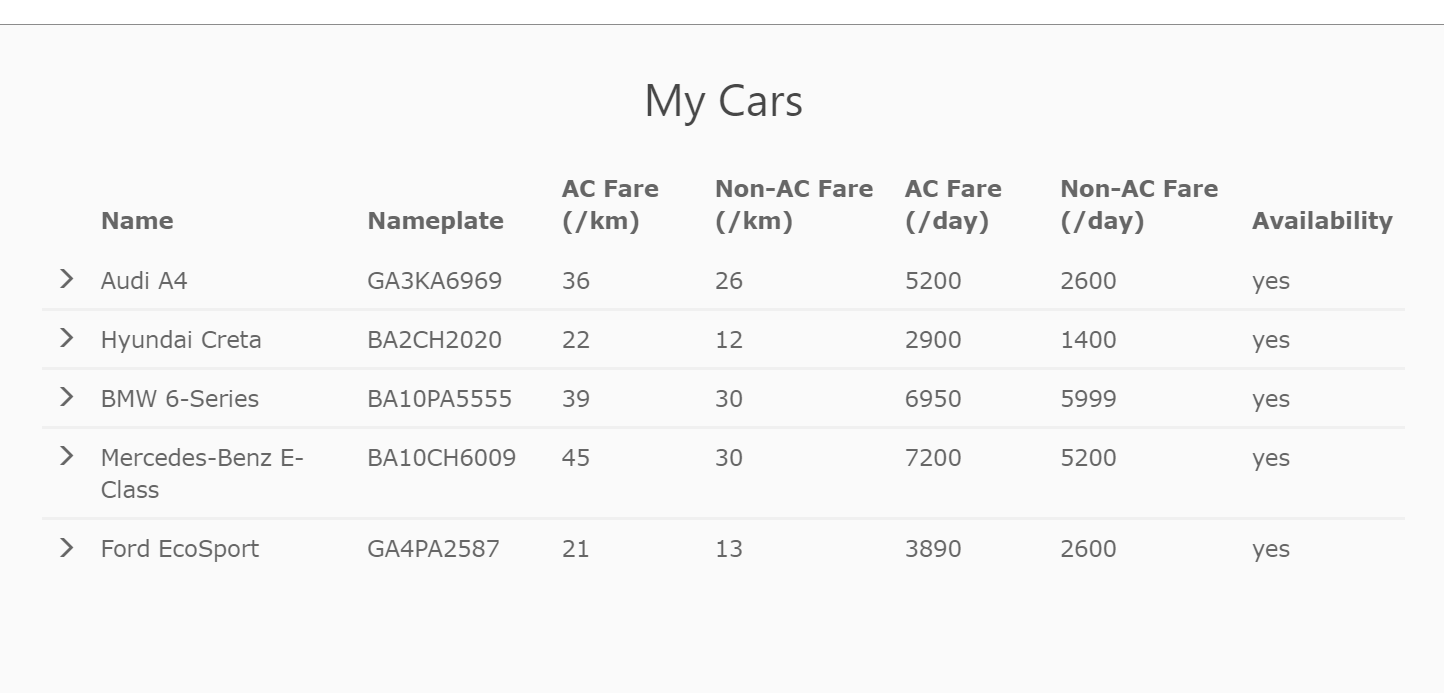 My Cars
Name Nameplate AC Fare (/km) Non-AC Fare (/km) AC Fare (/day) Non-AC Fare (/day) Availability
Audi A4 GA3KA6969 36 26 5200 2600 yes
Hyundai Creta BA2CH2020 22 12 2900 1400 yes
BMW 6-Series BA10PA5555 39 30 6950 5999 yes
Mercedes-Benz E- BA10CH6009 45 30 7200 5200 yes
Class
Ford EcoSport GA4PA2587 21 13 3890 2600 yes